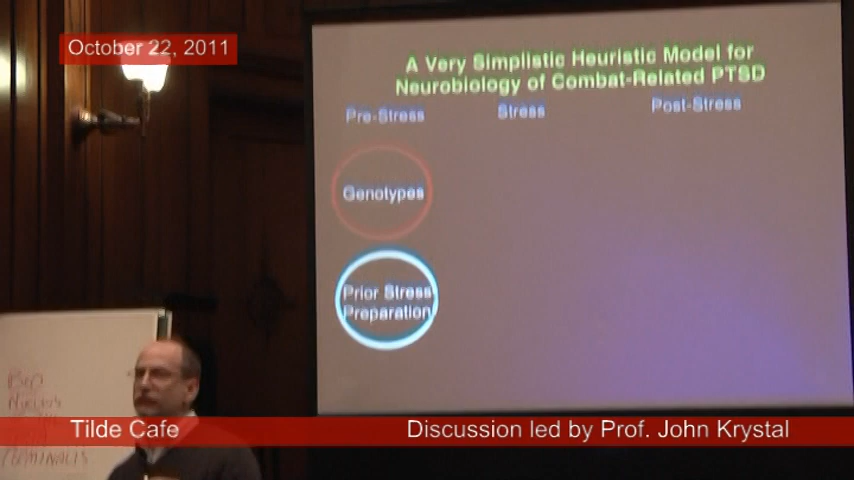 October 22, 2011
A Very Simplistic Heuristic Model for
Neurobiology of Combat-Related PTSD
Pre-Stress Stress Post-Stress
Genotypes
Prior Stress
Preparation
Tilde Cafe Discussion led by Prof. John Krystal